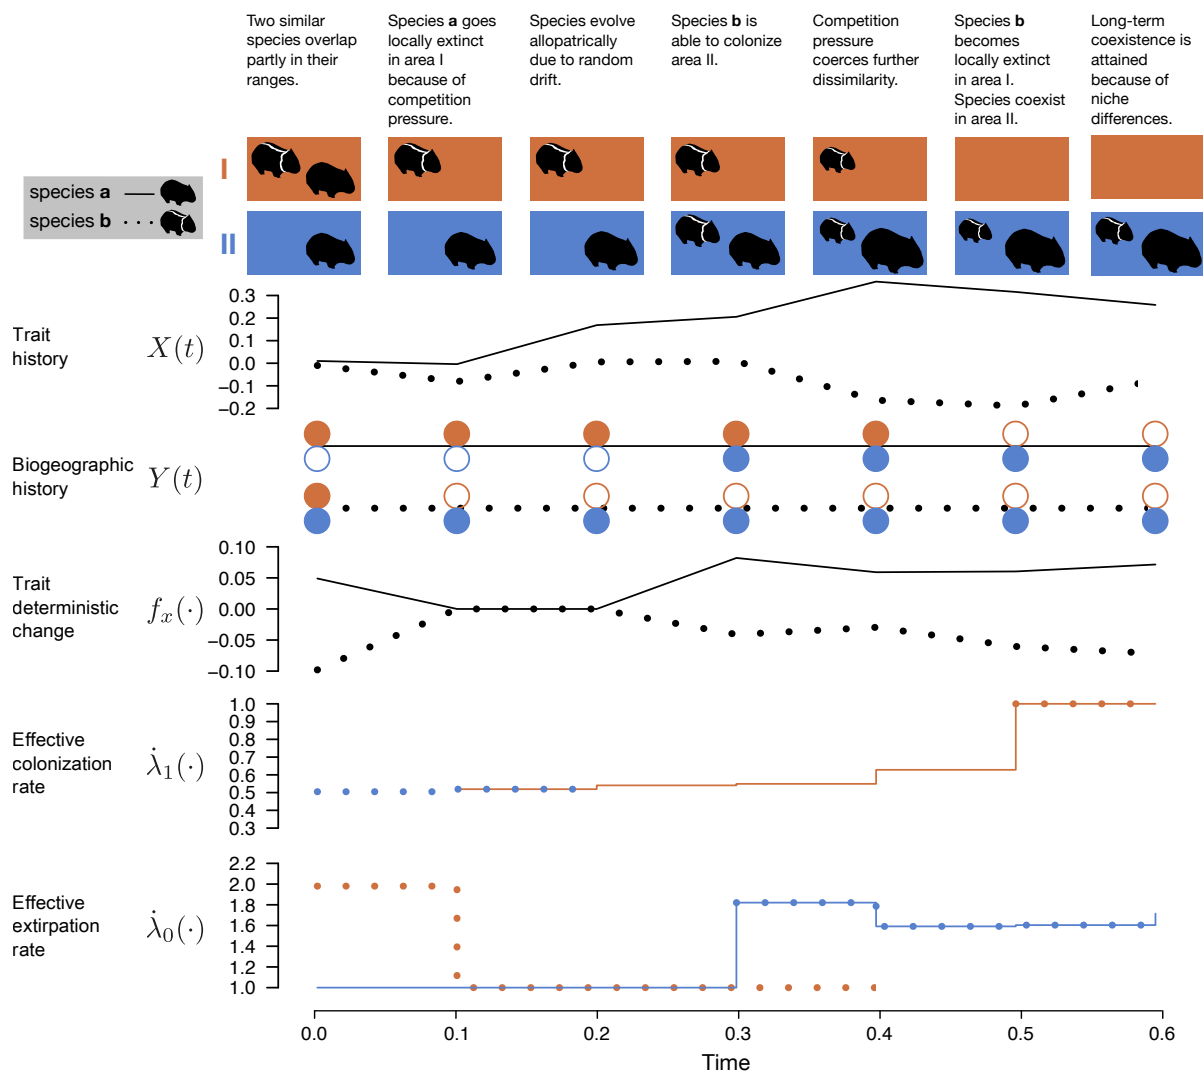 Two similar
species overlap
partly in their
ranges.
Species a goes
locally extinct
in area I
because of
competition
pressure.
Species evolve
allopatrically
due to random
drift.
Species b is
able to colonize
area II.
Competition
pressure
coerces further
dissimilarity.
Species b
becomes
locally extinct
in area I.
Species coexist
in area II.
Long-term
coexistence is
attained
because of
niche
differences.
I
species a
species b
II
Trait
history
X(t)
0.3
0.2
0.1
0.0
−0.1
−0.2
Biogeographic
history
Y(t)
Trait
deterministic
change
fₓ(·)
0.10
0.05
0.00
−0.05
−0.10
Effective
colonization
rate
λ̇₁(·)
1.0
0.9
0.8
0.7
0.6
0.5
0.4
0.3
Effective
extirpation
rate
λ̇₀(·)
2.2
2.0
1.8
1.6
1.4
1.2
1.0
0.0 0.1 0.2 0.3 0.4 0.5 0.6
Time